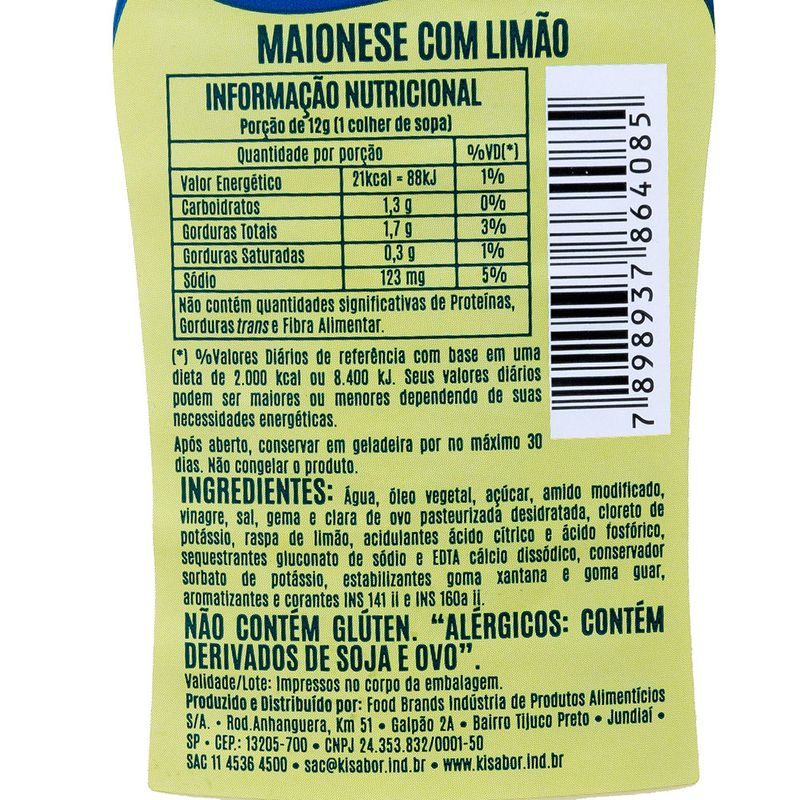 MAIONESE COM LIMÃO
INFORMAÇÃO NUTRICIONAL
Porção de 12g (1 colher de sopa)
Quantidade por porção %VD(*)
Valor Energético 21kcal = 88kJ 1%
Carboidratos 1,3 g 0%
Gorduras Totais 1,7 g 3%
Gorduras Saturadas 0,3 g 1%
Sódio 123 mg 5%
Não contém quantidades significativas de Proteínas,
Gorduras trans e Fibra Alimentar.
(*) %Valores Diários de referência com base em uma
dieta de 2.000 kcal ou 8.400 kJ. Seus valores diários
podem ser maiores ou menores dependendo de suas
necessidades energéticas.
Após aberto, conservar em geladeira por no máximo 30
dias. Não congelar o produto.
7 898937 864085
INGREDIENTES: Água, óleo vegetal, açúcar, amido modificado,
vinagre, sal, gema e clara de ovo pasteurizada desidratada, cloreto de
potássio, raspa de limão, acidulantes ácido cítrico e ácido fosfórico,
sequestrantes gluconato de sódio e EDTA cálcio dissódico, conservador
sorbato de potássio, estabilizantes goma xantana e goma guar,
aromatizantes e corantes INS 141 ii e INS 160a ii.
NÃO CONTÉM GLÚTEN. “ALÉRGICOS: CONTÉM
DERIVADOS DE SOJA E OVO”.
Validade/Lote: Impressos no corpo da embalagem.
Produzido e Distribuído por: Food Brands Indústria de Produtos Alimentícios
S/A. • Rod.Anhanguera, Km 51 • Galpão 2A • Bairro Tijuco Preto • Jundiaí •
SP • CEP.: 13205-700 • CNPJ 24.353.832/0001-50
SAC 11 4536 4500 • sac@kisabor.ind.br • www.kisabor.ind.br